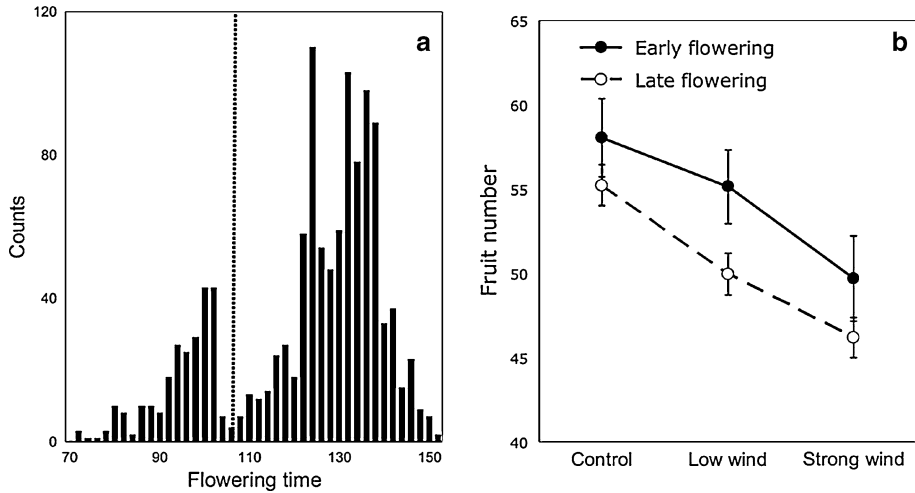 120
80
40
0
70
90
110
130
150
Counts
Flowering time
a
65
60
55
50
45
40
Fruit number
Early flowering
Late flowering
b
Control
Low wind
Strong wind